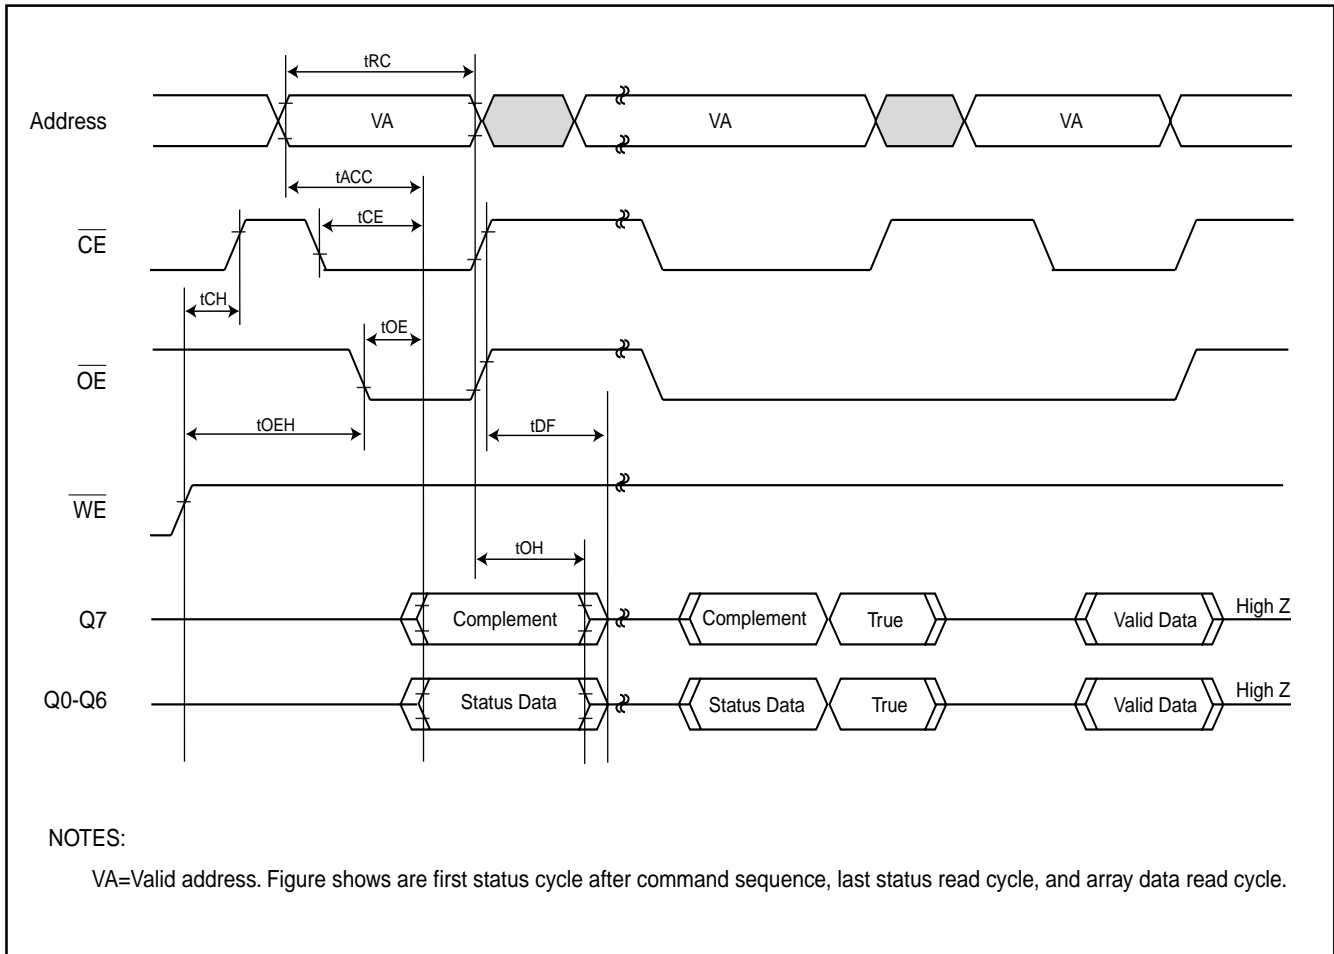 tRC
Address VA VA VA
tACC
tCE
CE
tCH
tOE
OE
tOEH tDF
WE
tOH
Q7 Complement Complement True Valid Data High Z
Q0-Q6 Status Data Status Data True Valid Data High Z
NOTES:
VA=Valid address. Figure shows are first status cycle after command sequence, last status read cycle, and array data read cycle.